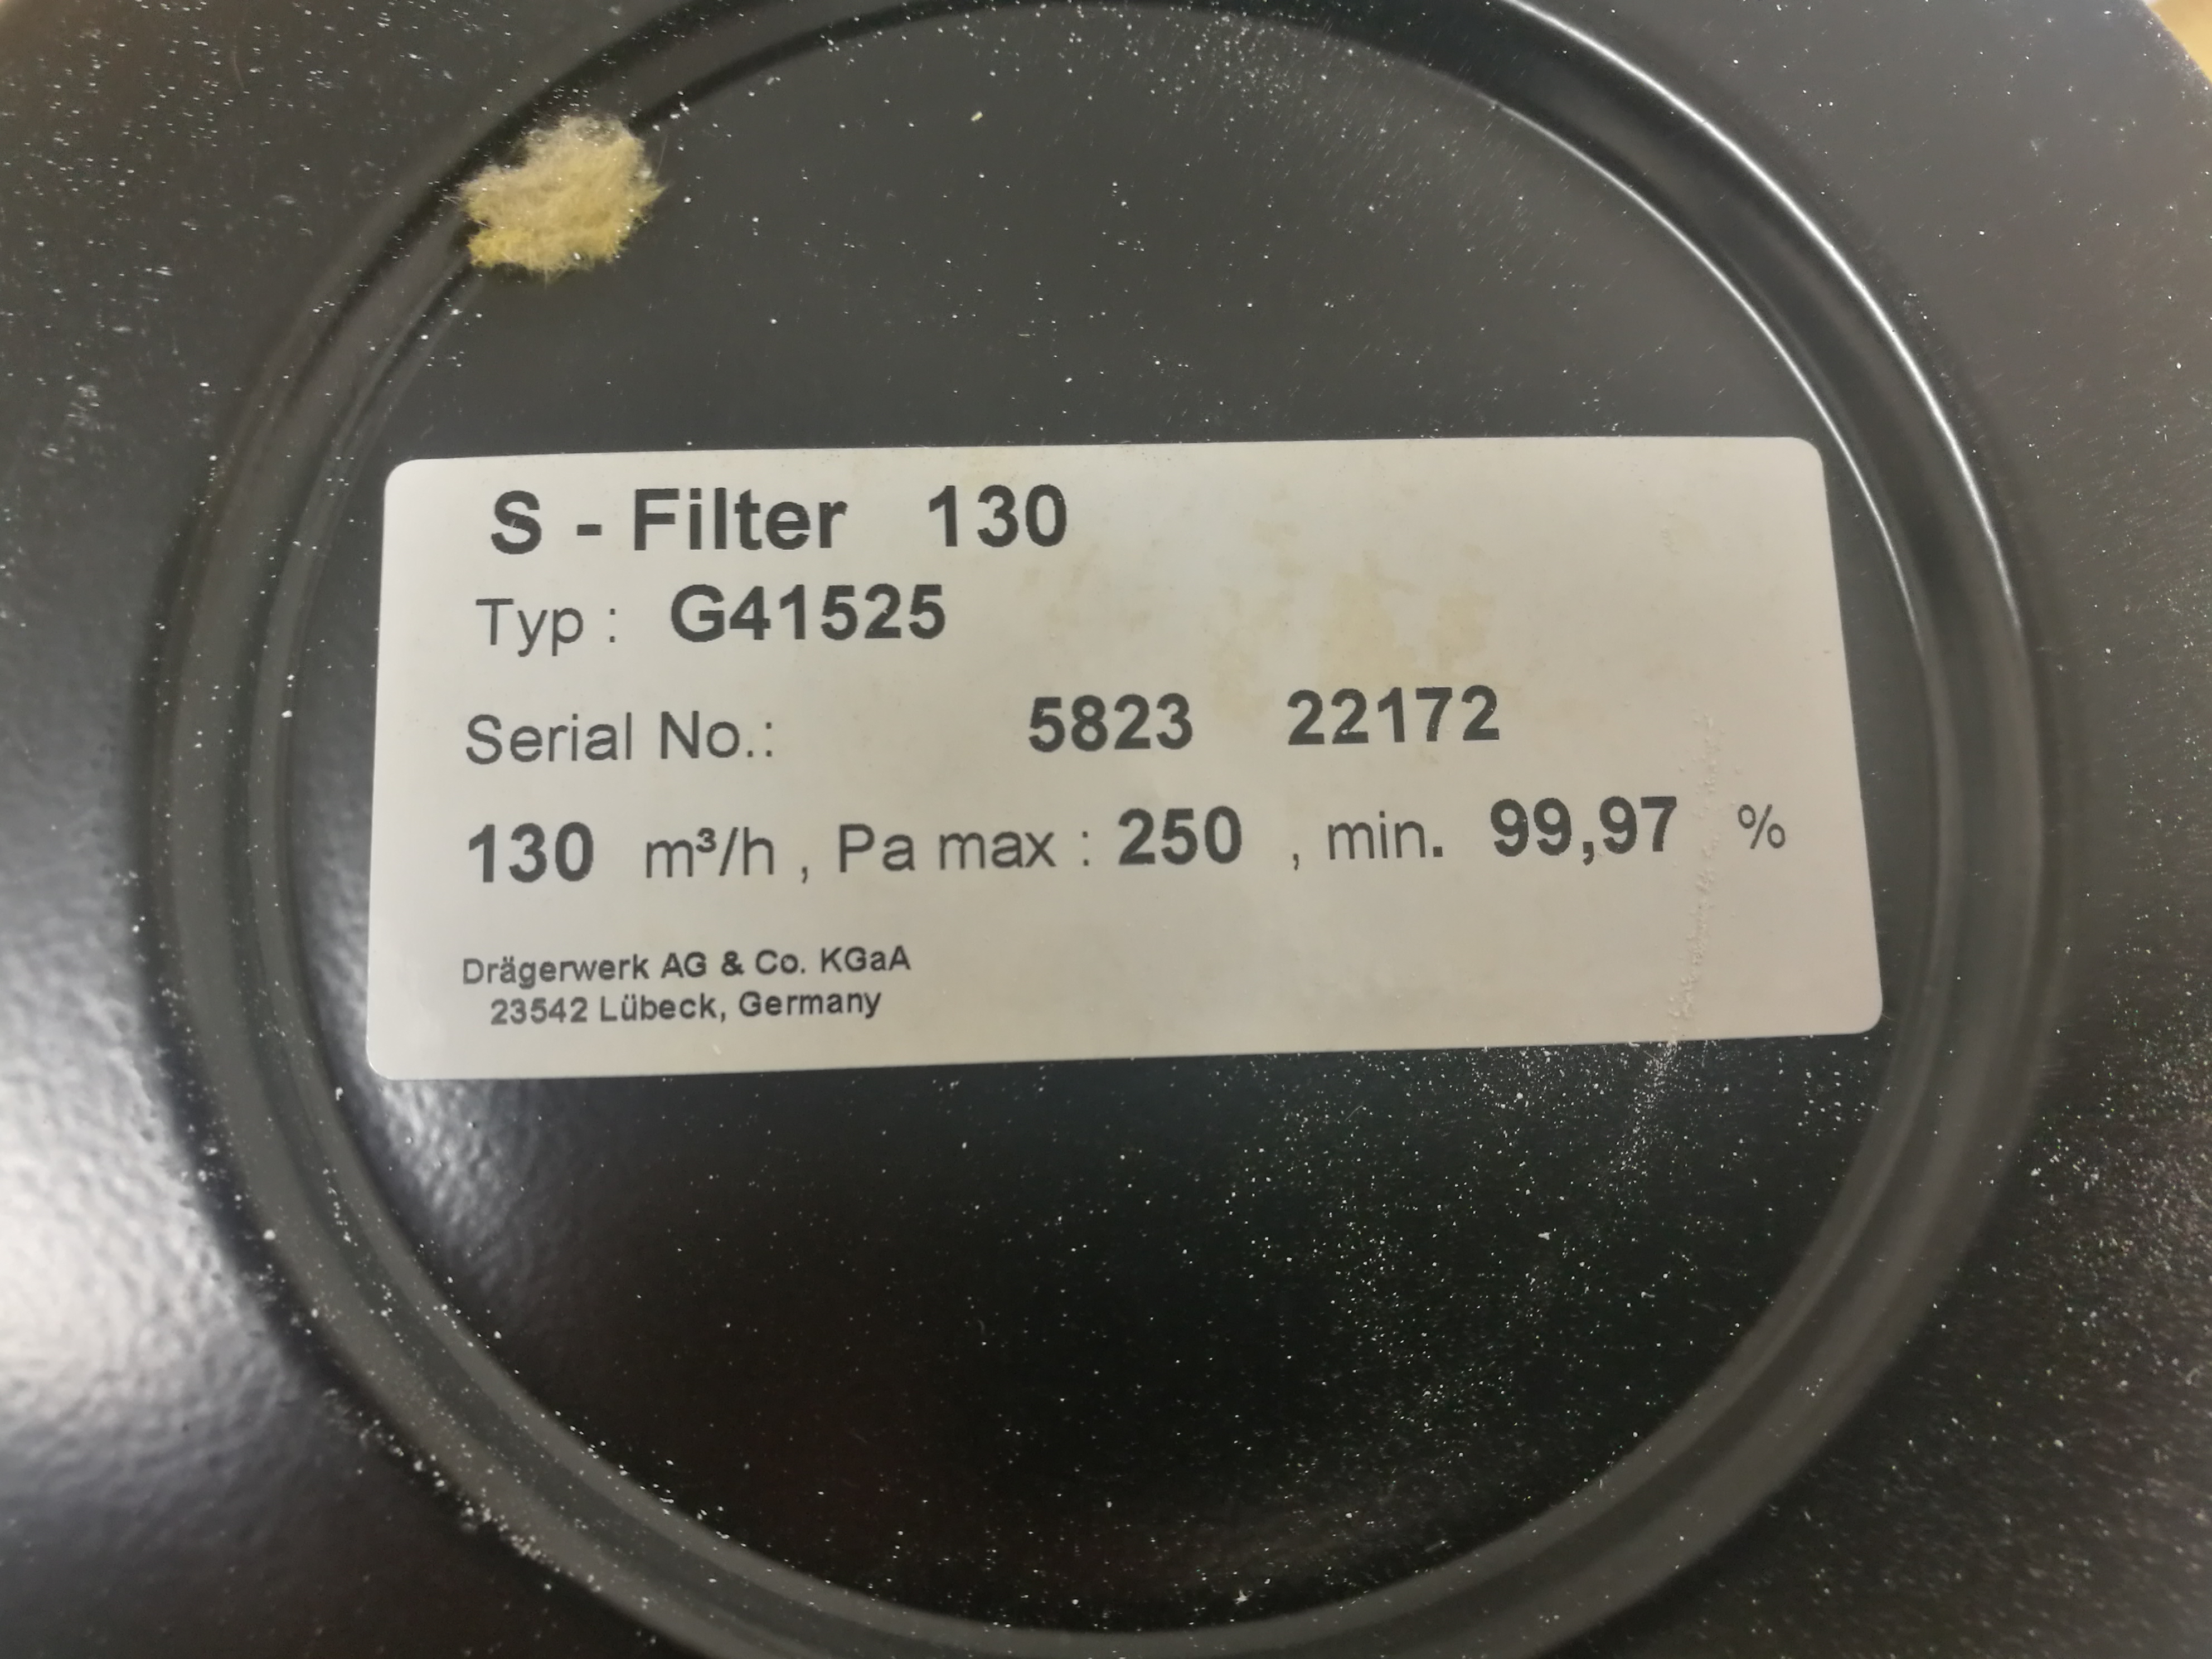 S - Filter 130
Typ : G41525
Serial No.: 5823 22172
130 m³/h , Pa max : 250 , min. 99,97 %
Drägerwerk AG & Co. KGaA
23542 Lübeck, Germany